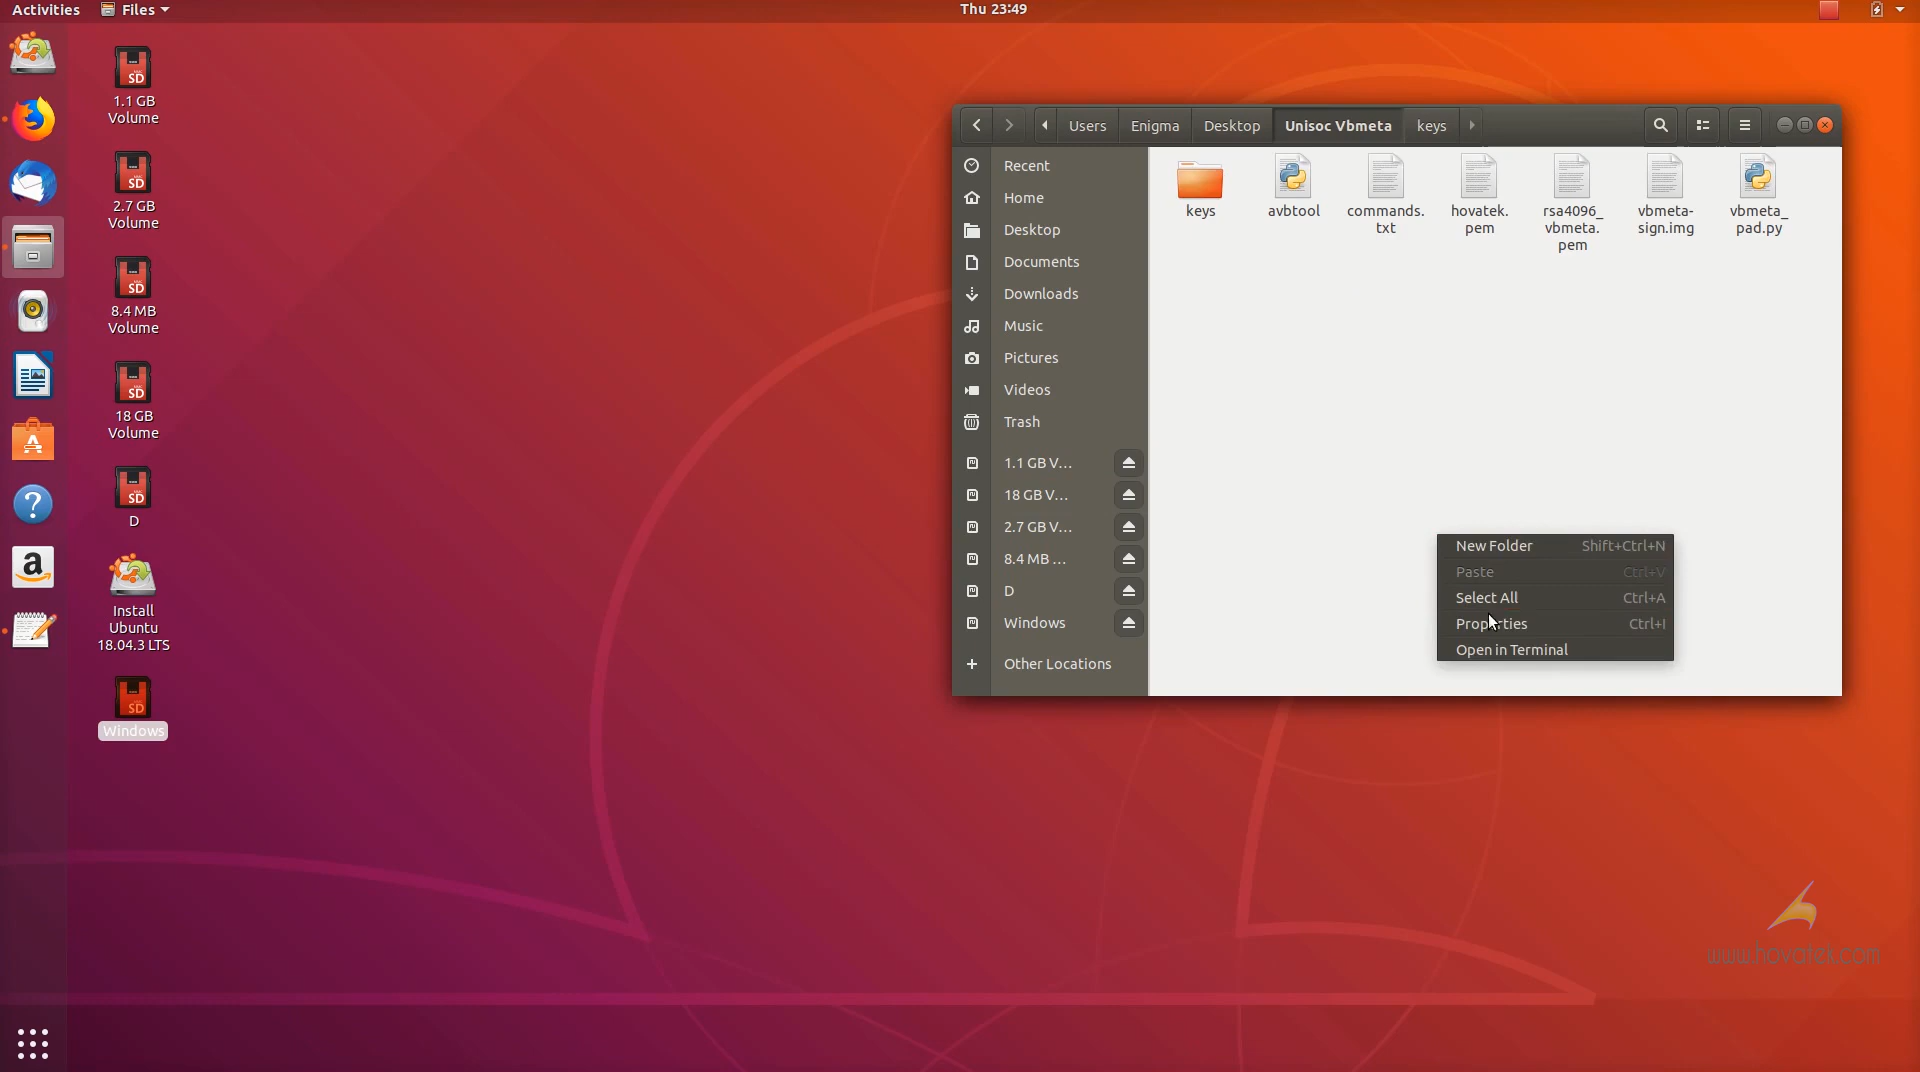 Activities
Files
Thu 23:49
1.1 GB
Volume
2.7 GB
Volume
8.4 MB
Volume
18 GB
Volume
D
Install
Ubuntu
18.04.3 LTS
Windows
Users
Enigma
Desktop
Unisoc Vbmeta
keys
Recent
Home
Desktop
Documents
Downloads
Music
Pictures
Videos
Trash
1.1 GB V...
18 GB V...
2.7 GB V...
8.4 MB ...
D
Windows
Other Locations
keys
avbtool
commands.
txt
hovatek.
pem
rsa4096_
vbmeta.
pem
vbmeta-
sign.img
vbmeta_
pad.py
New Folder Shift+Ctrl+N
Paste Ctrl+V
Select All Ctrl+A
Properties Ctrl+I
Open in Terminal
www.hovatek.com